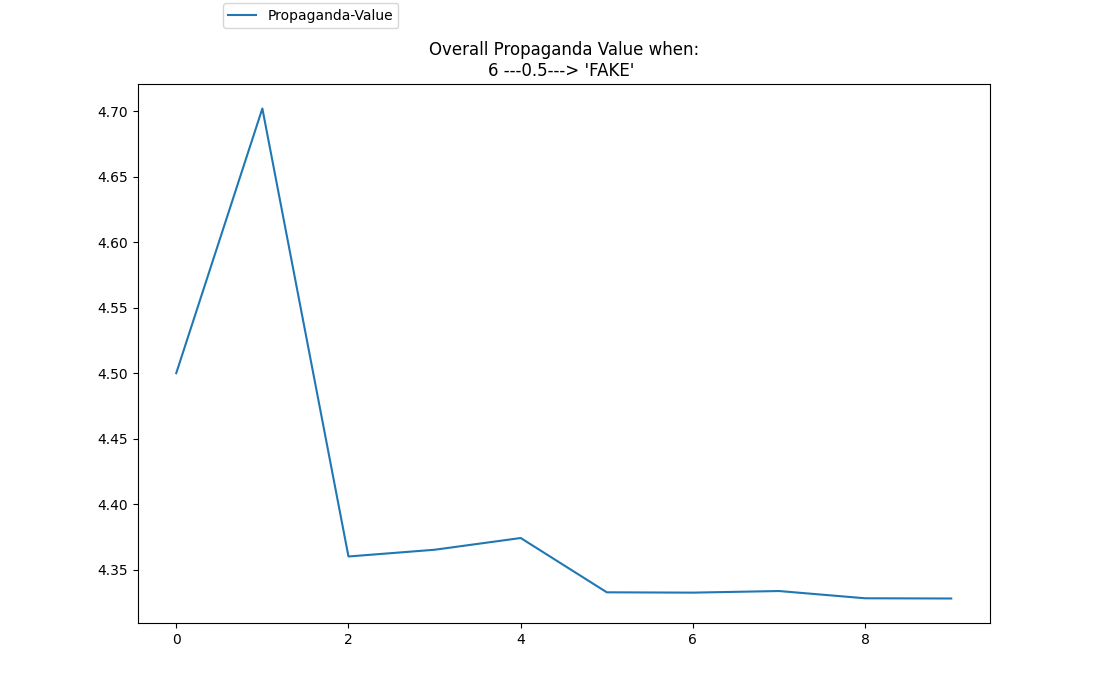 Propaganda-Value
Overall Propaganda Value when:
6 ---0.5---> 'FAKE'
4.70
4.65
4.60
4.55
4.50
4.45
4.40
4.35
0 2 4 6 8